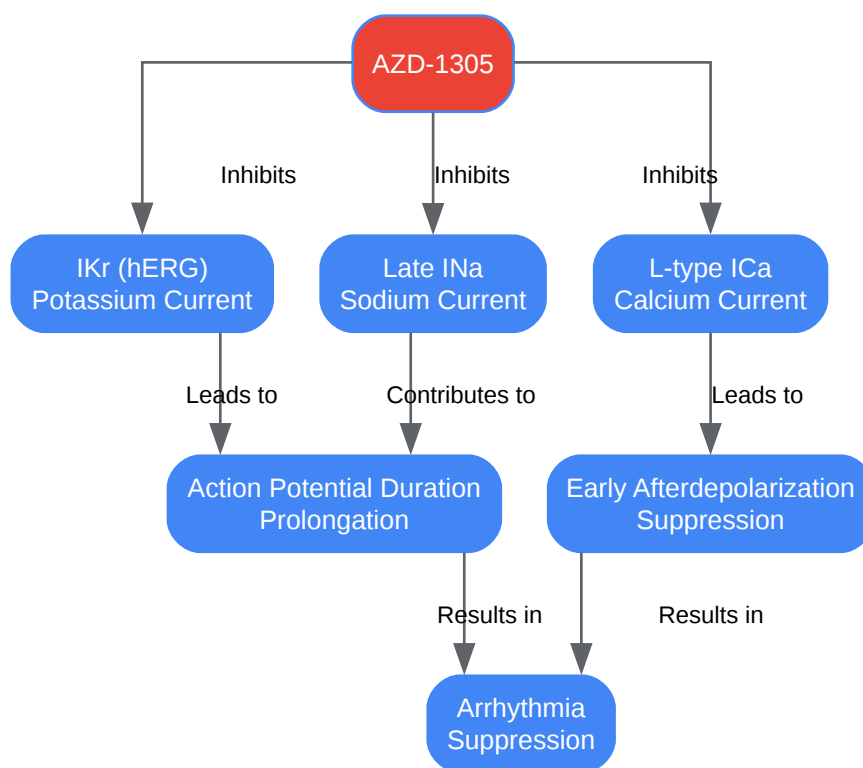 AZD-1305
Inhibits
Inhibits
Inhibits
IKr (hERG)
Potassium Current
Late INa
Sodium Current
L-type ICa
Calcium Current
Leads to
Contributes to
Leads to
Action Potential Duration
Prolongation
Early Afterdepolarization
Suppression
Results in
Results in
Arrhythmia
Suppression